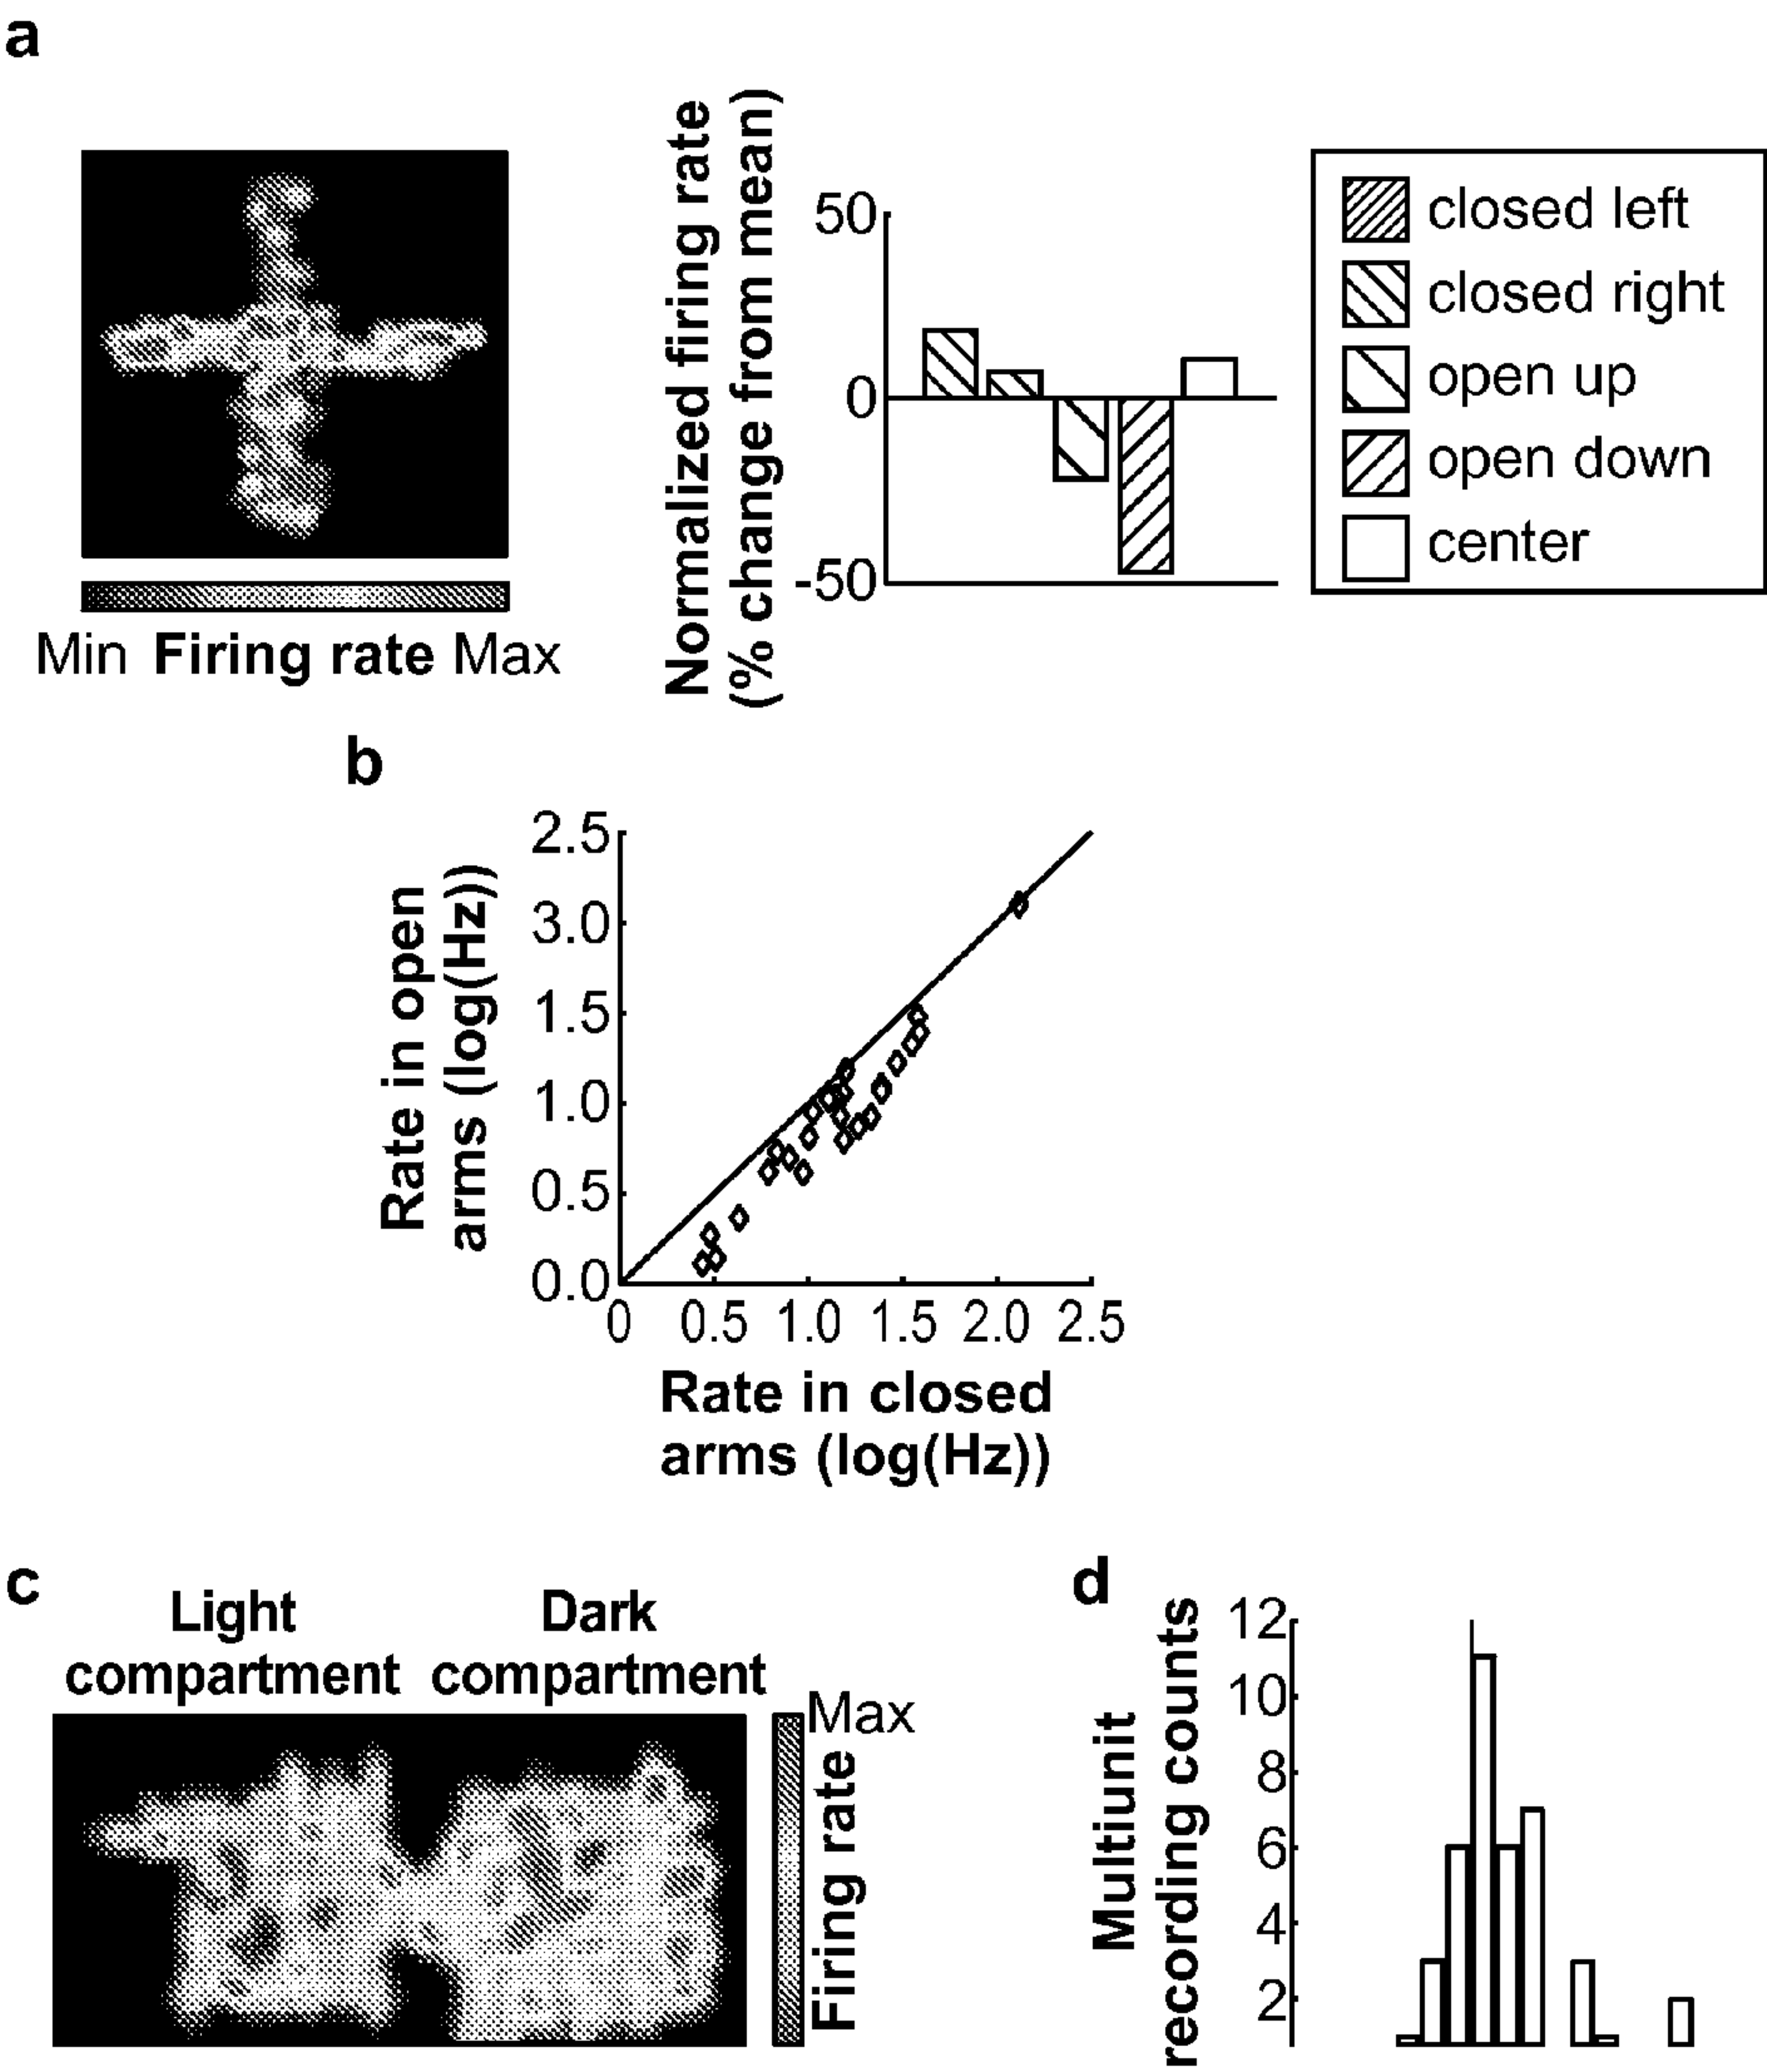 a
Normalized firing rate
(% change from mean)
50
0
-50
closed left
closed right
open up
open down
center
Min Firing rate Max
b
Rate in open
arms (log(Hz))
2.5
3.0
1.5
1.0
0.5
0.0
0 0.5 1.0 1.5 2.0 2.5
Rate in closed
arms (log(Hz))
c
Light
compartment
Dark
compartment
Max
Firing rate
d
Multiunit
recording counts
12
10
8
6
4
2